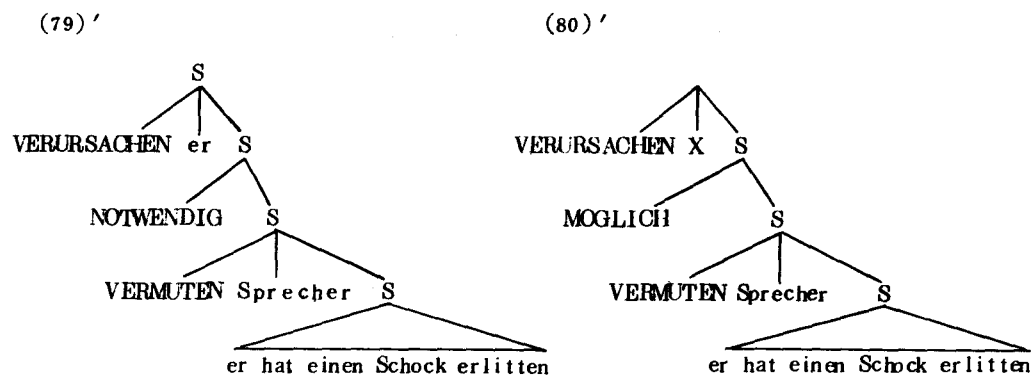 (79)′ (80)′
S
VERURSACHEN er S VERURSACHEN X S
NOTWENDIG S MOGLICH S
VERMUTEN Sprecher S VERMUTEN Sprecher S
er hat einen Schock erlitten er hat einen Schock erlitten